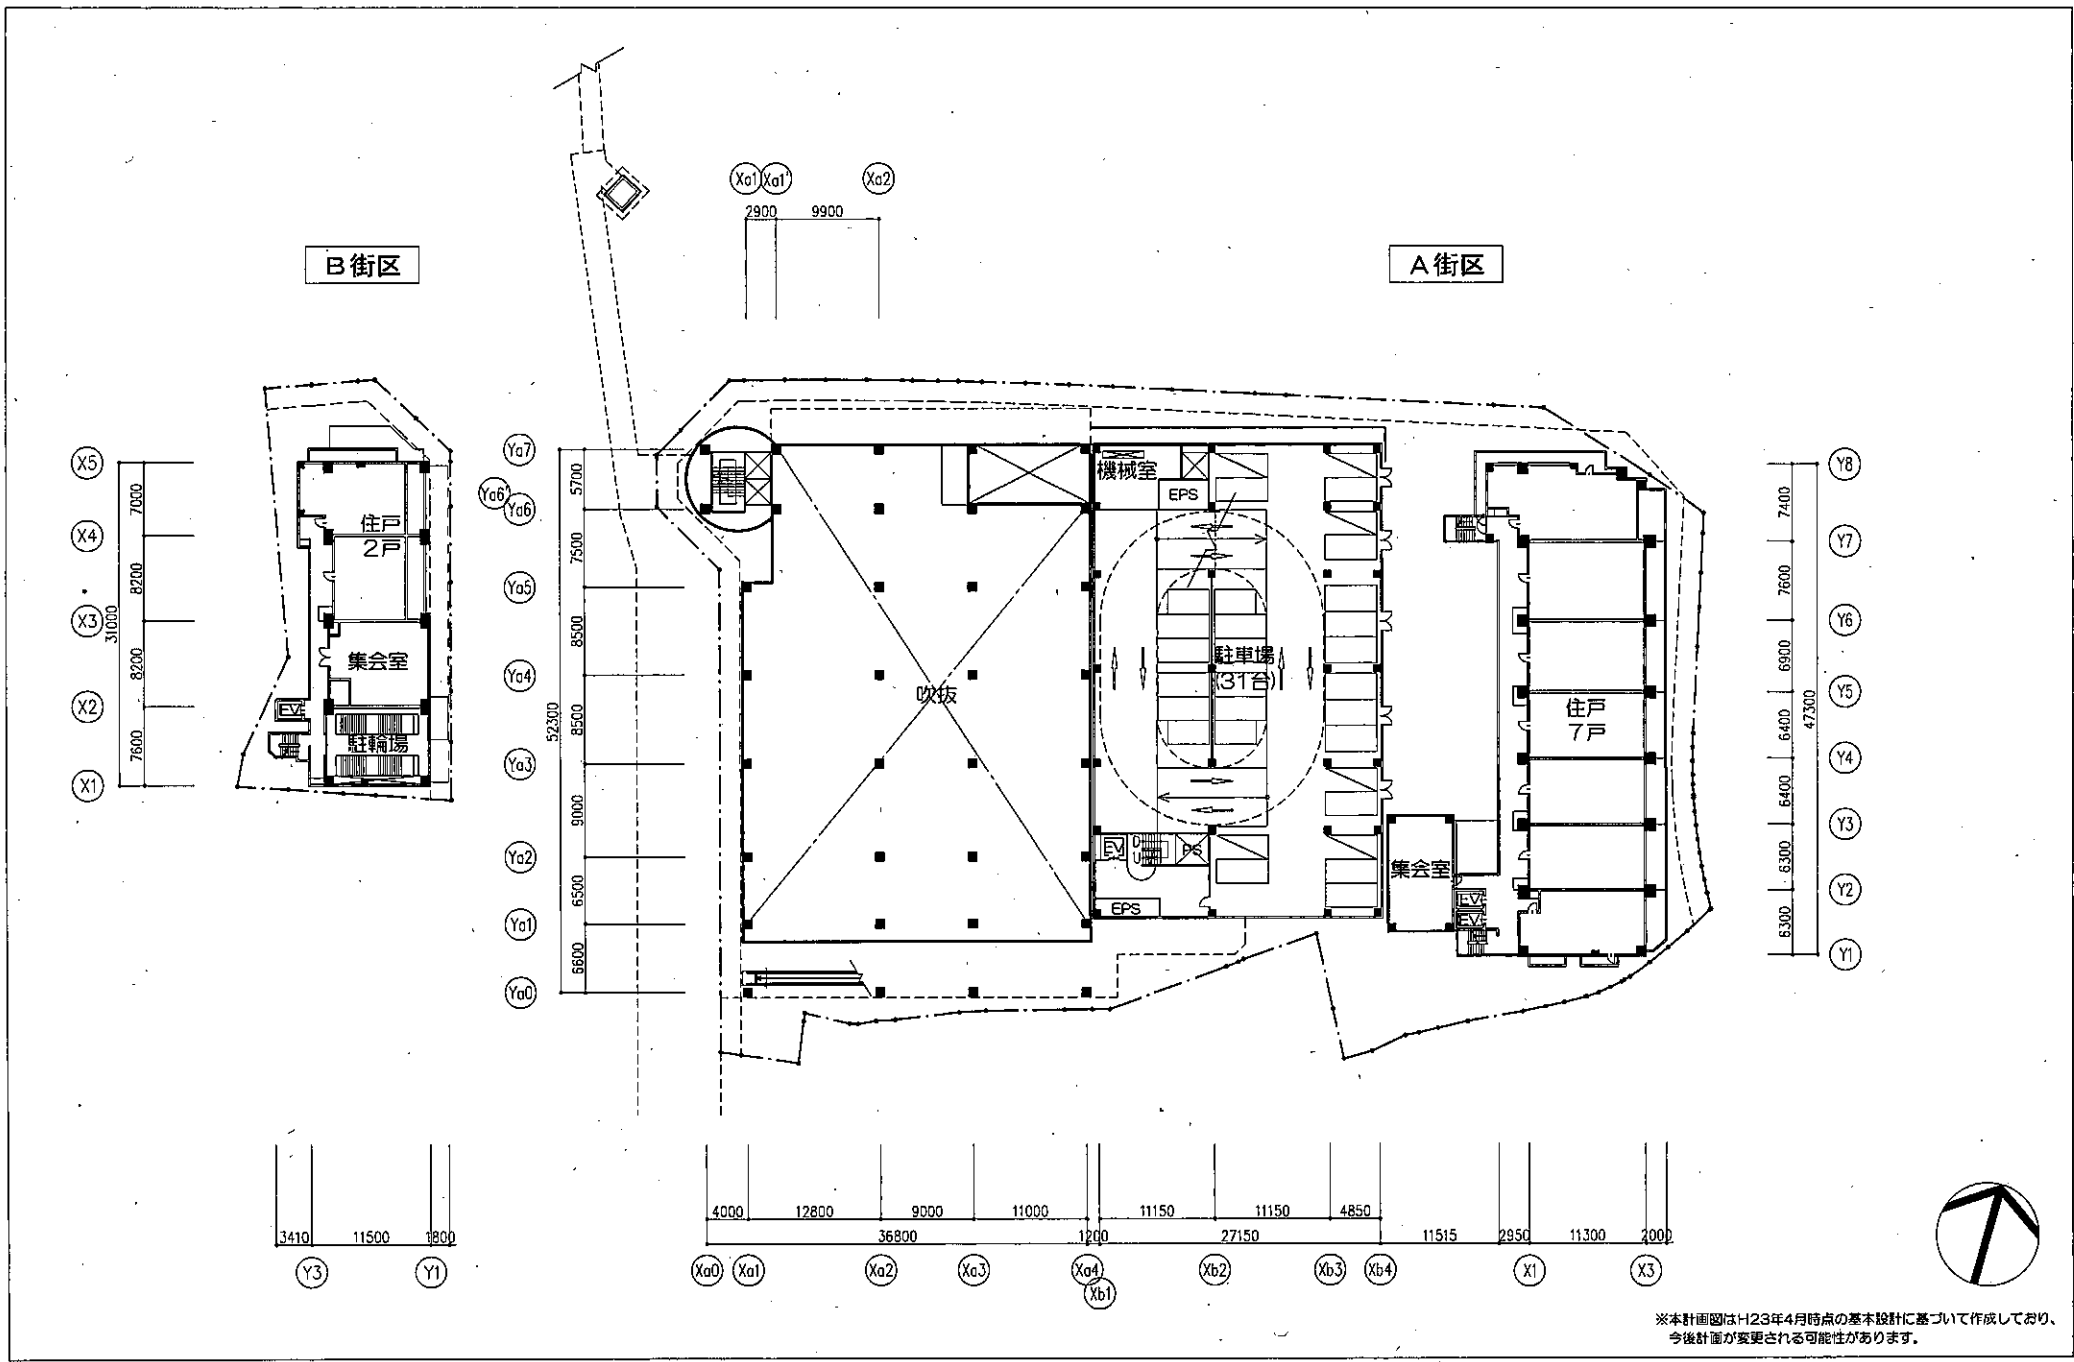 Xa1
Xa1'
Xa2
2900
9900
B街区
A街区
X5
X4
X3
X2
X1
7000
8200
8200
7600
31000
住戸
2戸
集会室
EV
駐輪場
Ya7
Ya6'
Ya6
Ya5
Ya4
Ya3
Ya2
Ya1
Ya0
5700
7500
8500
8500
9000
6500
6600
52300
吹抜
機械室
EPS
駐車場
(31台)
EV
PS
EPS
集会室
EV
EV
住戸
7戸
Y8
Y7
Y6
Y5
Y4
Y3
Y2
Y1
7400
7600
6900
6400
6400
6300
6300
47300
3410
11500
1800
Y3
Y1
4000
12800
9000
11000
11150
11150
4850
36800
1200
27150
11515
2950
11300
2000
Xa0
Xa1
Xa2
Xa3
Xa4
Xb1
Xb2
Xb3
Xb4
X1
X3
※本計画図はH23年4月時点の基本設計に基づいて作成しており、
今後計画が変更される可能性があります。